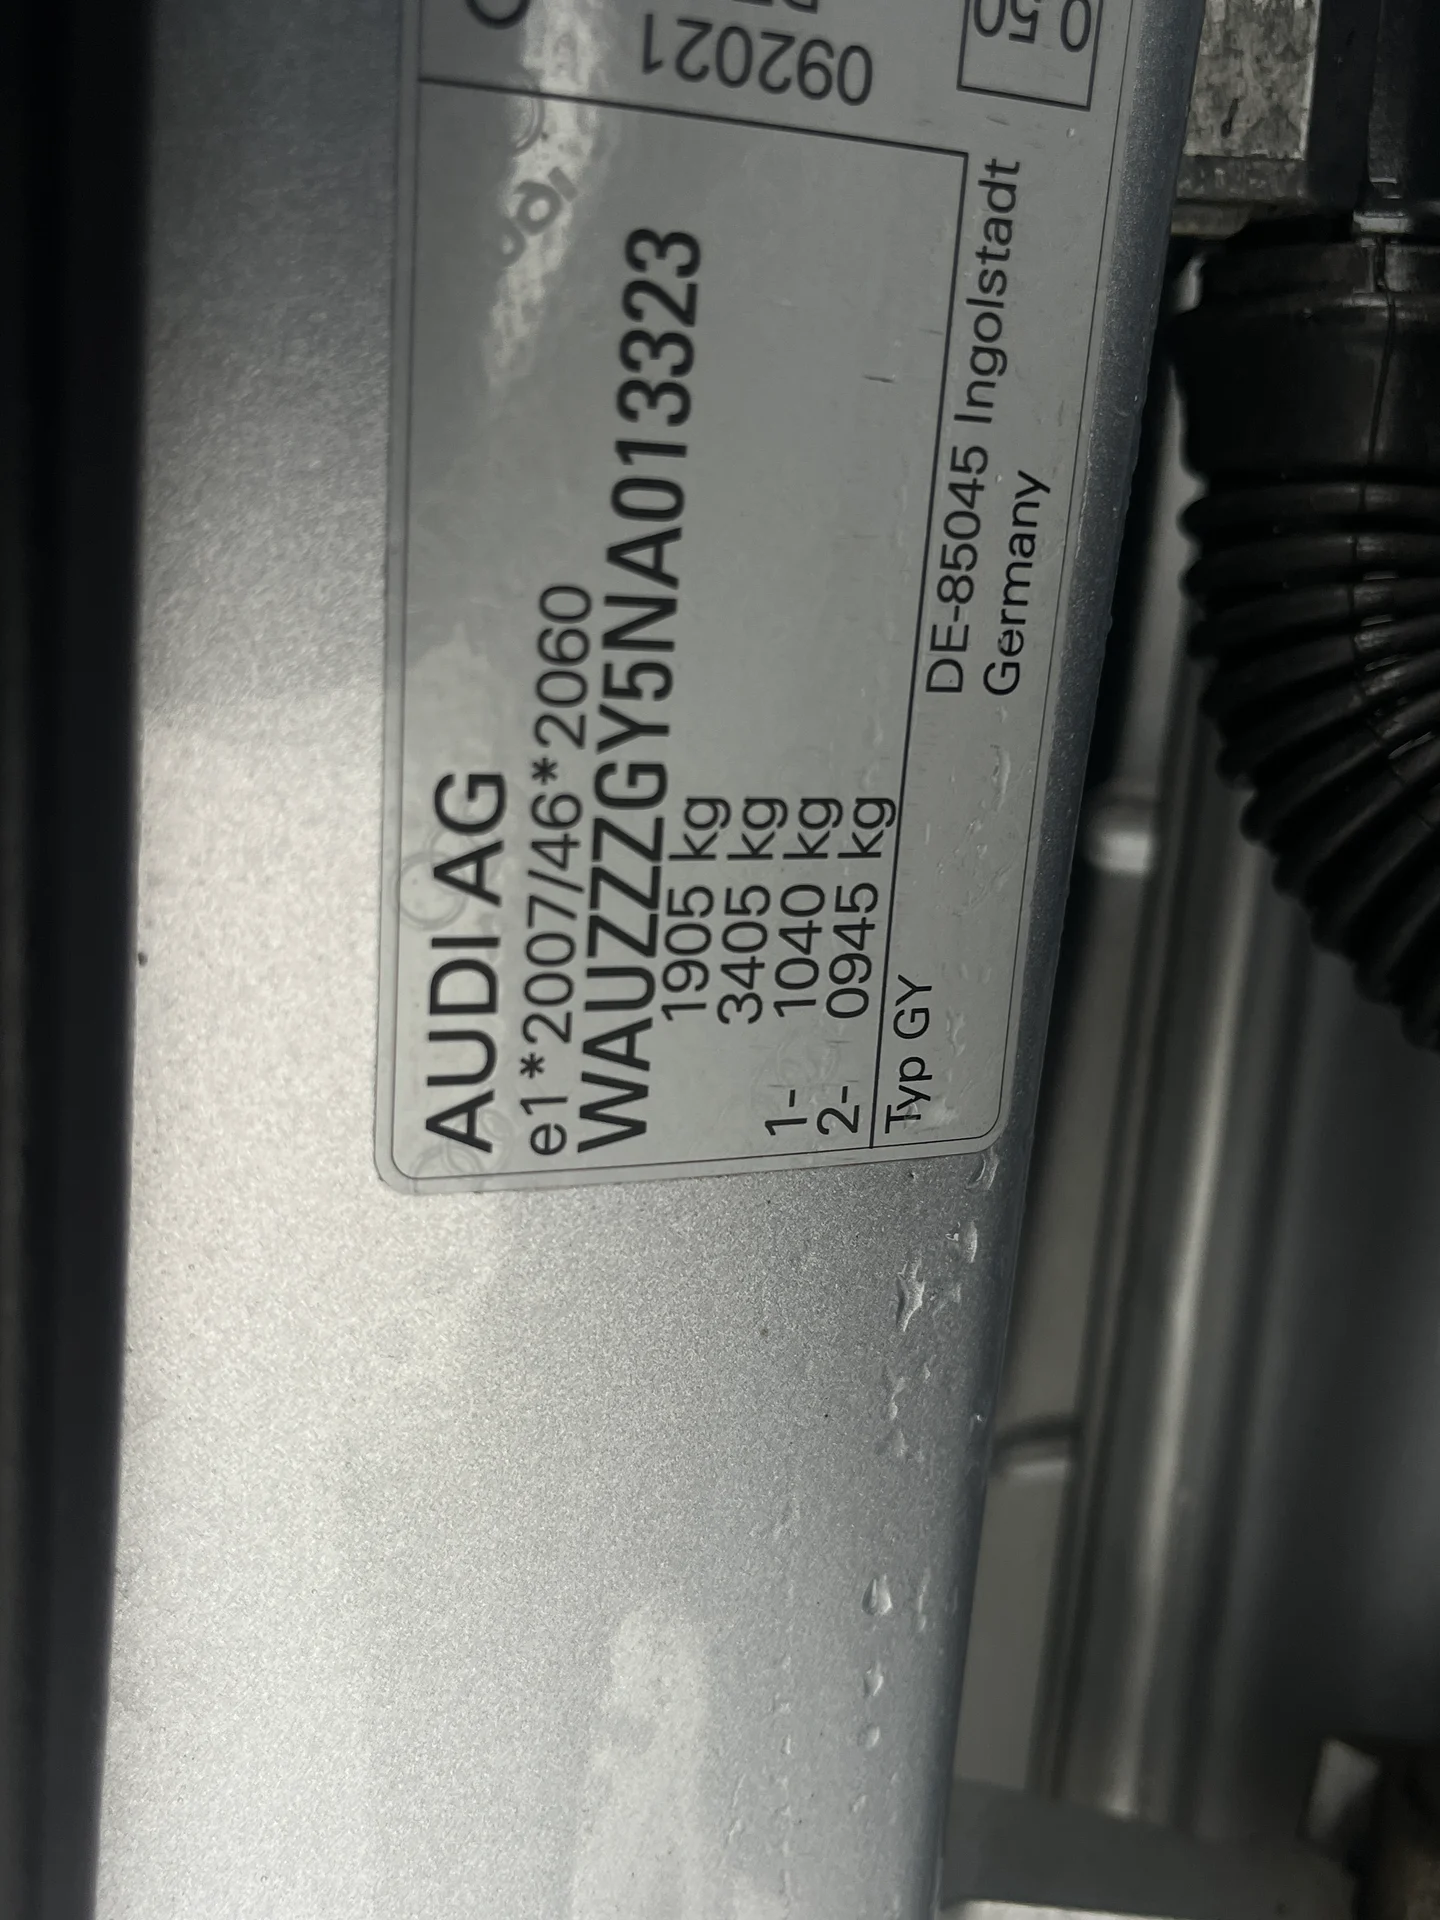 AUDI AG
e1*2007/46*2060
WAUZZZGY5NA013323
1905 kg
3405 kg
1- 1040 kg
2- 0945 kg
Typ GY
DE-85045 Ingolstadt
Germany
092021